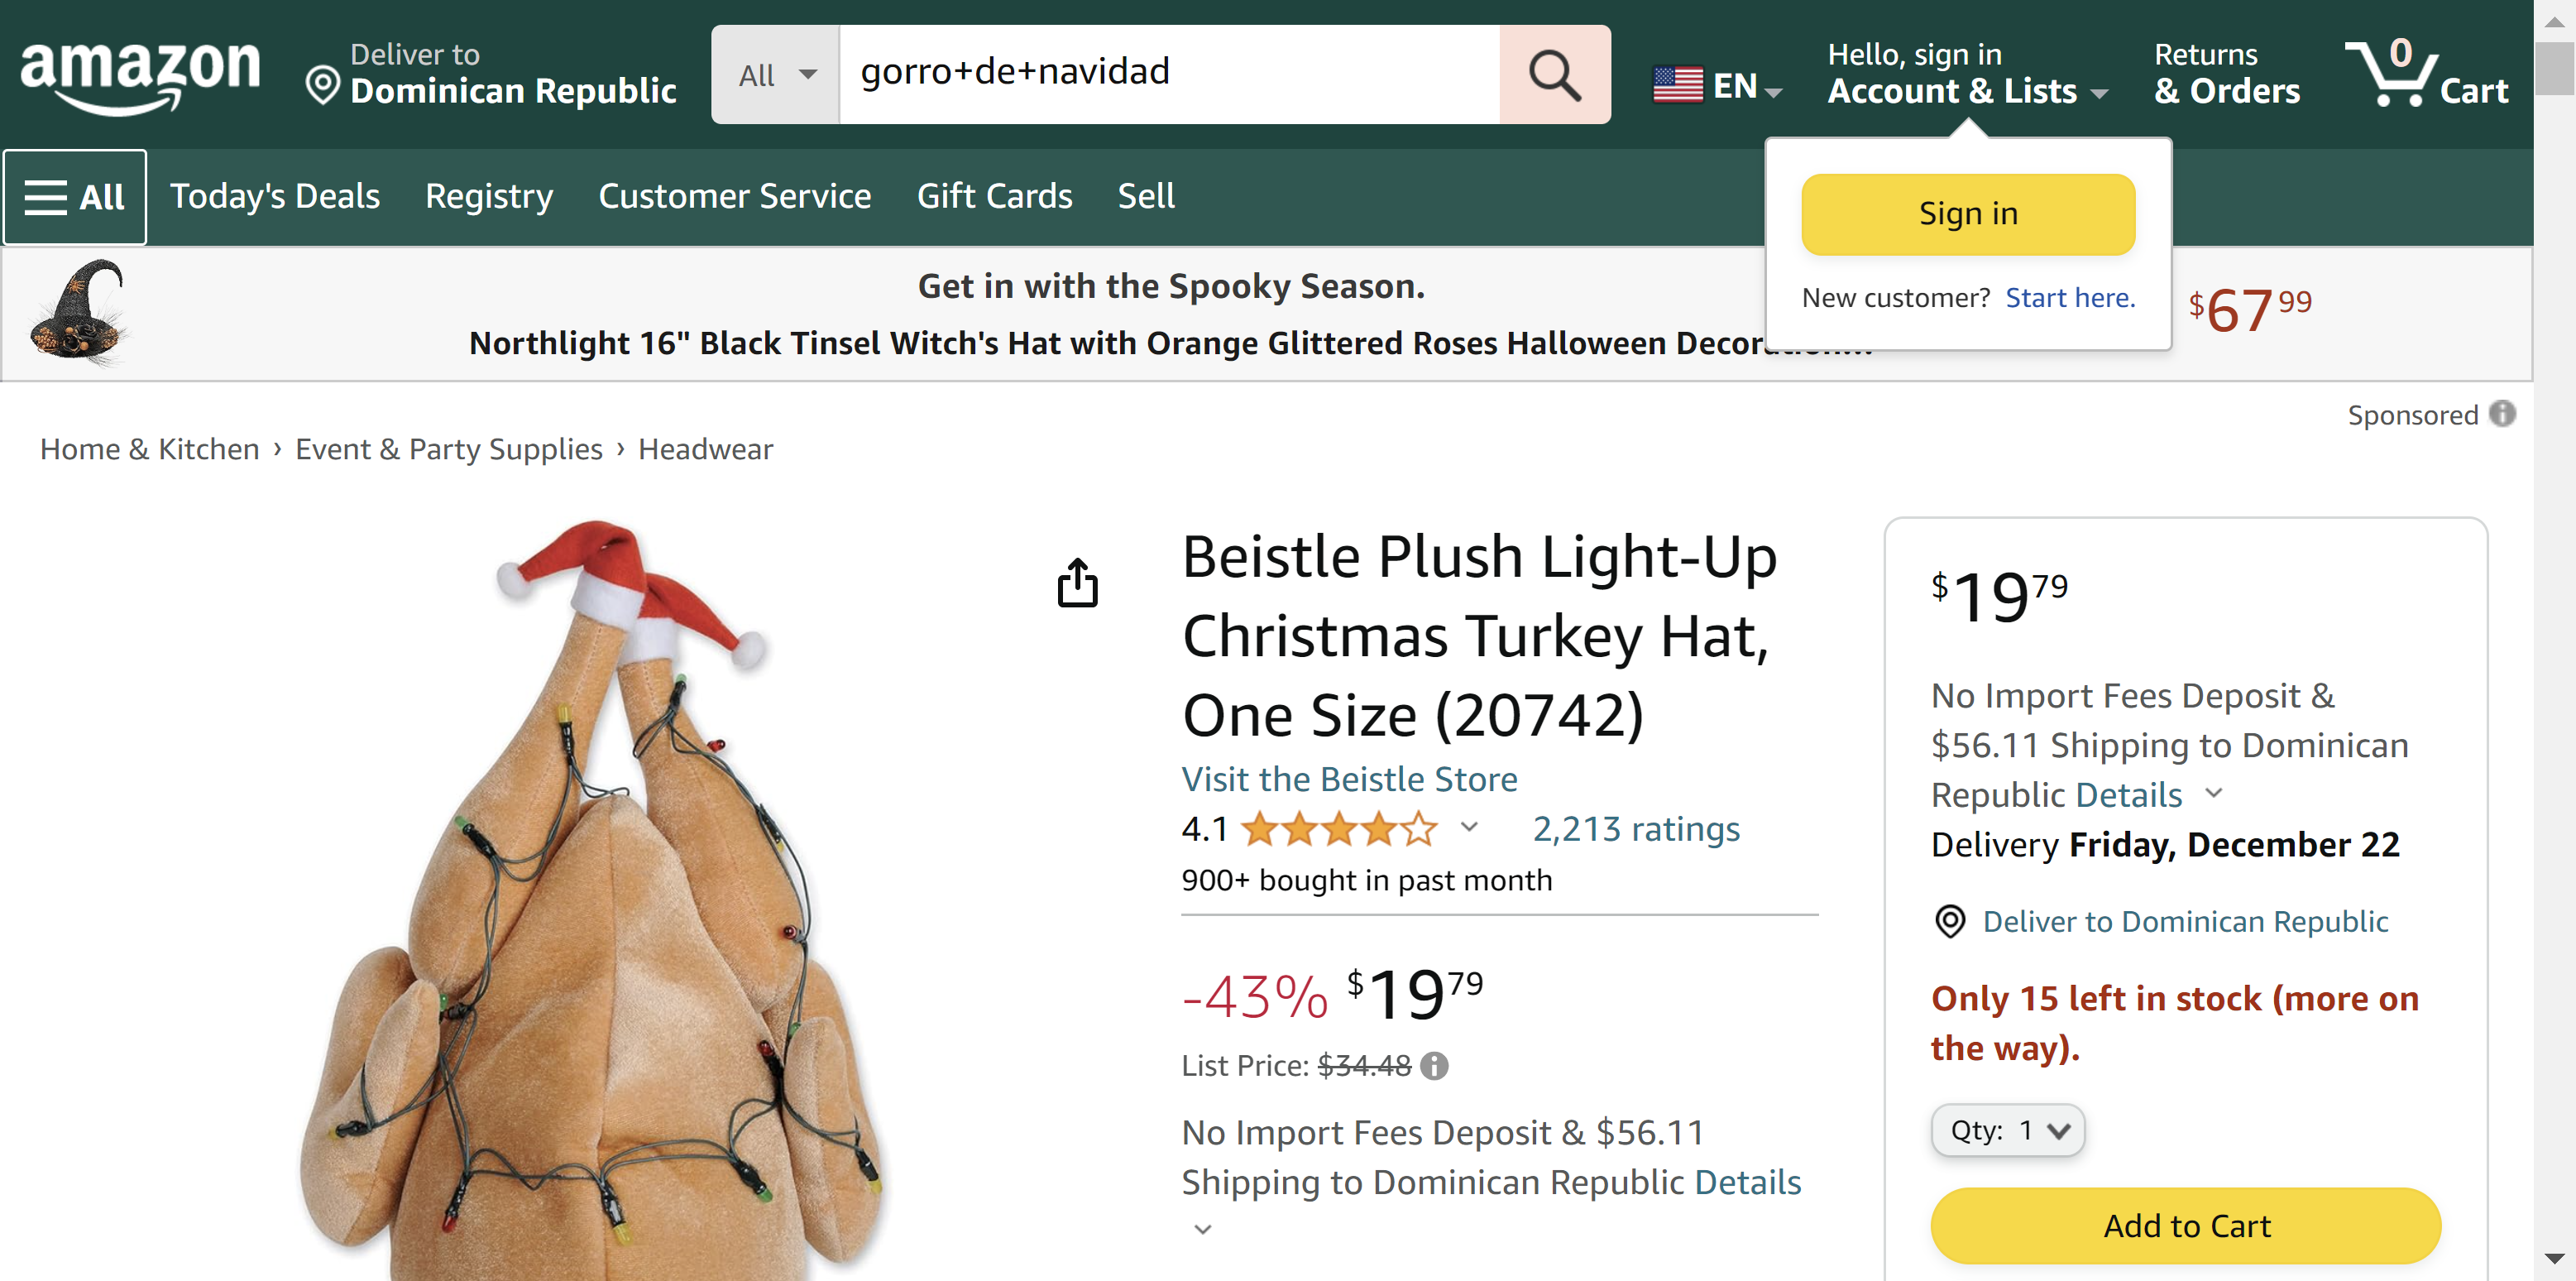 amazon
Deliver to
Dominican Republic
All
gorro+de+navidad
EN
Hello, sign in
Account & Lists
Returns
& Orders
0
Cart
All
Today's Deals
Registry
Customer Service
Gift Cards
Sell
Sign in
New customer? Start here.
Get in with the Spooky Season.
Northlight 16" Black Tinsel Witch's Hat with Orange Glittered Roses Halloween
$67 99
Sponsored
Home & Kitchen › Event & Party Supplies › Headwear
Beistle Plush Light-Up
Christmas Turkey Hat,
One Size (20742)
Visit the Beistle Store
4.1
2,213 ratings
900+ bought in past month
-43% $19 79
List Price: $34.48
No Import Fees Deposit & $56.11
Shipping to Dominican Republic Details
$19 79
No Import Fees Deposit &
$56.11 Shipping to Dominican
Republic Details
Delivery Friday, December 22
Deliver to Dominican Republic
Only 15 left in stock (more on
the way).
Qty: 1
Add to Cart